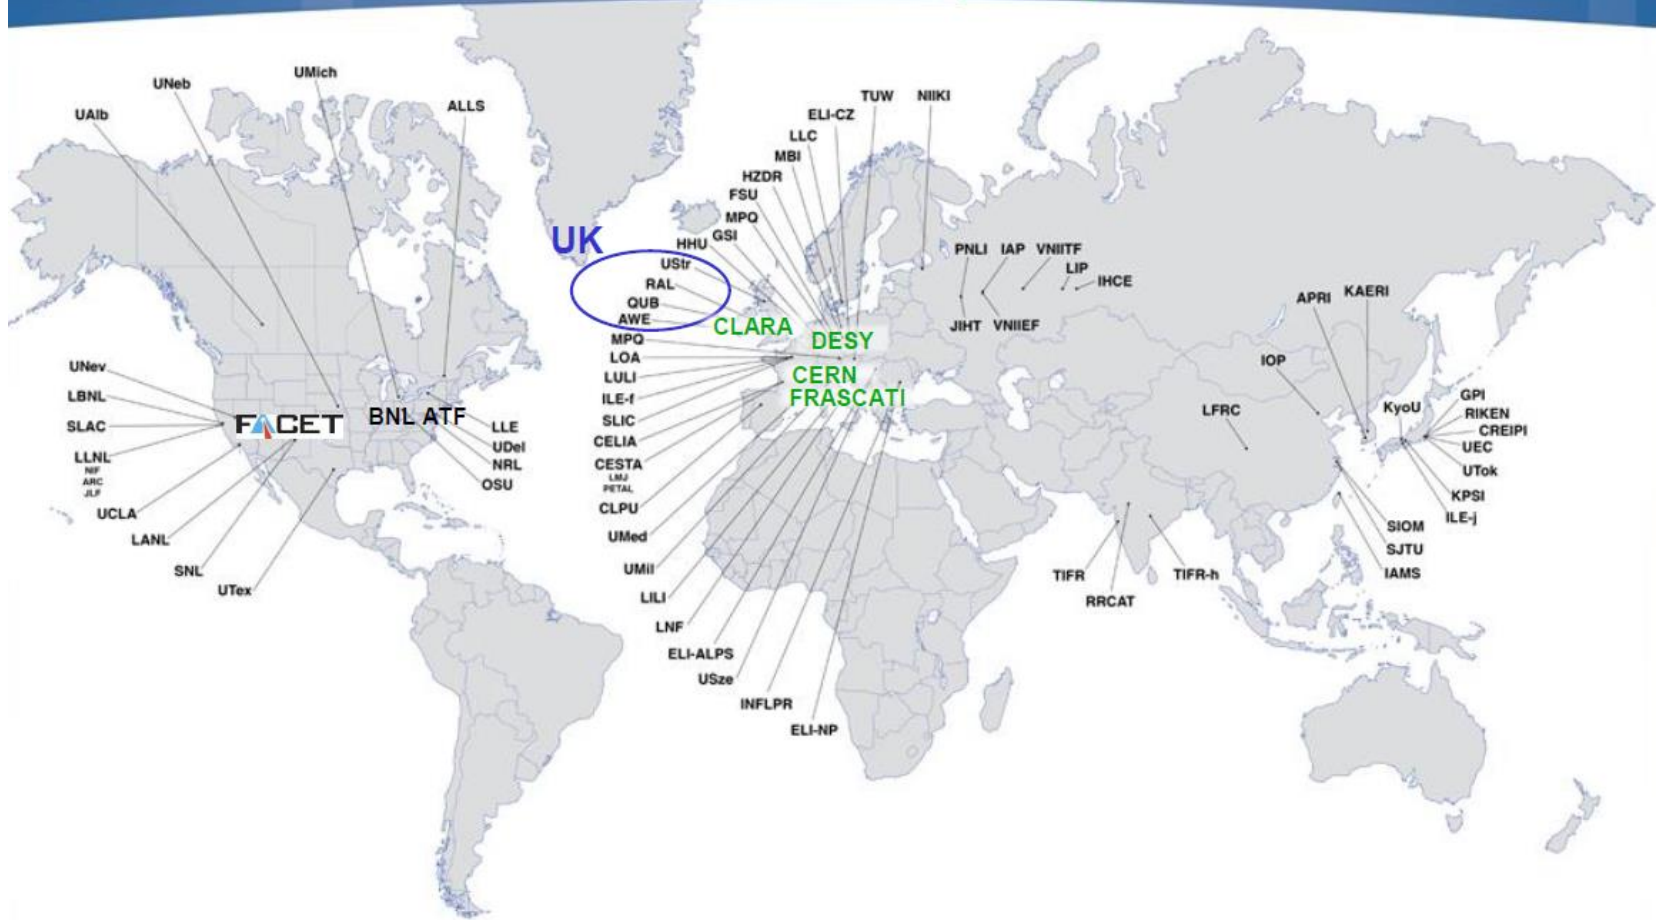 UMich
UNeb
ALLS
UAlb
UNev
LBNL
SLAC
LLNL
NIF
ARC
JLF
UCLA
LANL
SNL
UTex
FACET
BNL ATF
LLE
UDel
NRL
OSU
UK
TUW
NIIKI
ELI-CZ
LLC
MBI
HZDR
FSU
MPQ
GSI
HHU
UStr
RAL
QUB
AWE
MPQ
LOA
LULI
ILE-f
SLIC
CELIA
CESTA
LMJ
PETAL
CLPU
UMed
UMil
LILI
LNF
ELI-ALPS
USze
INFLPR
ELI-NP
CLARA
DESY
CERN
FRASCATI
PNLI
IAP
VNIITF
LIP
IHCE
JIHT
VNIIEF
APRI
KAERI
IOP
LFRC
KyoU
GPI
RIKEN
CREIPI
UEC
UTok
KPSI
ILE-j
SIOM
SJTU
IAMS
TIFR
RRCAT
TIFR-h